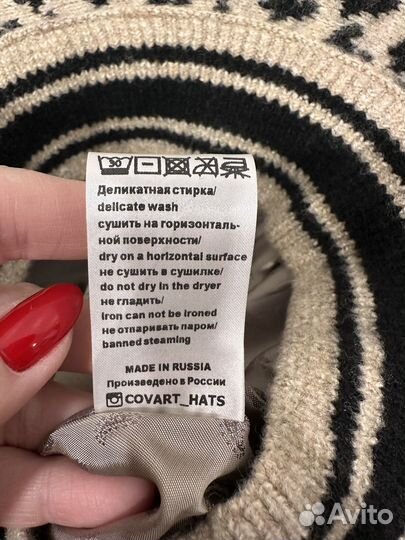 30
Деликатная стирка/
delicate wash
сушить на горизонталь-
ной поверхности/
dry on a horizontal surface
не сушить в сушилке/
do not dry in the dryer
не гладить/
iron can not be ironed
не отпаривать паром/
banned steaming
MADE IN RUSSIA
Произведено в России
COVART_HATS
Avito